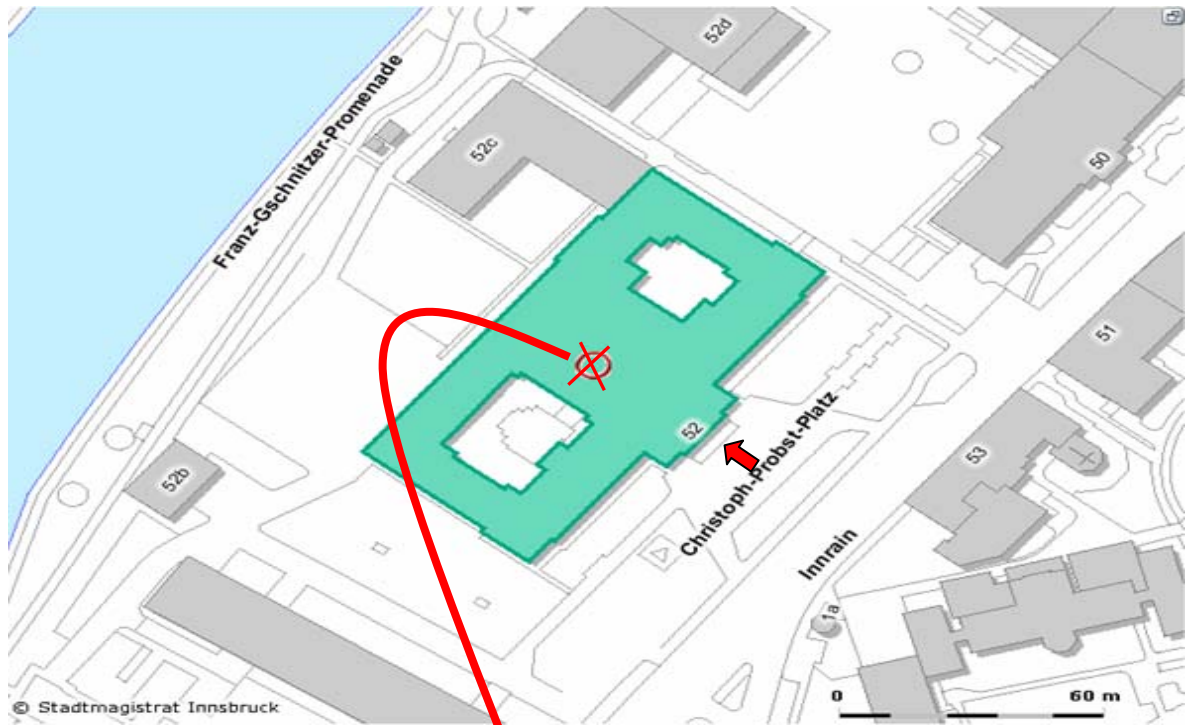 52d
52c
50
Franz-Gschnitzer-Promenade
51
52
53
52b
Christoph-Probst-Platz
Innrain
1a
0 60 m
© Stadtmagistrat Innsbruck